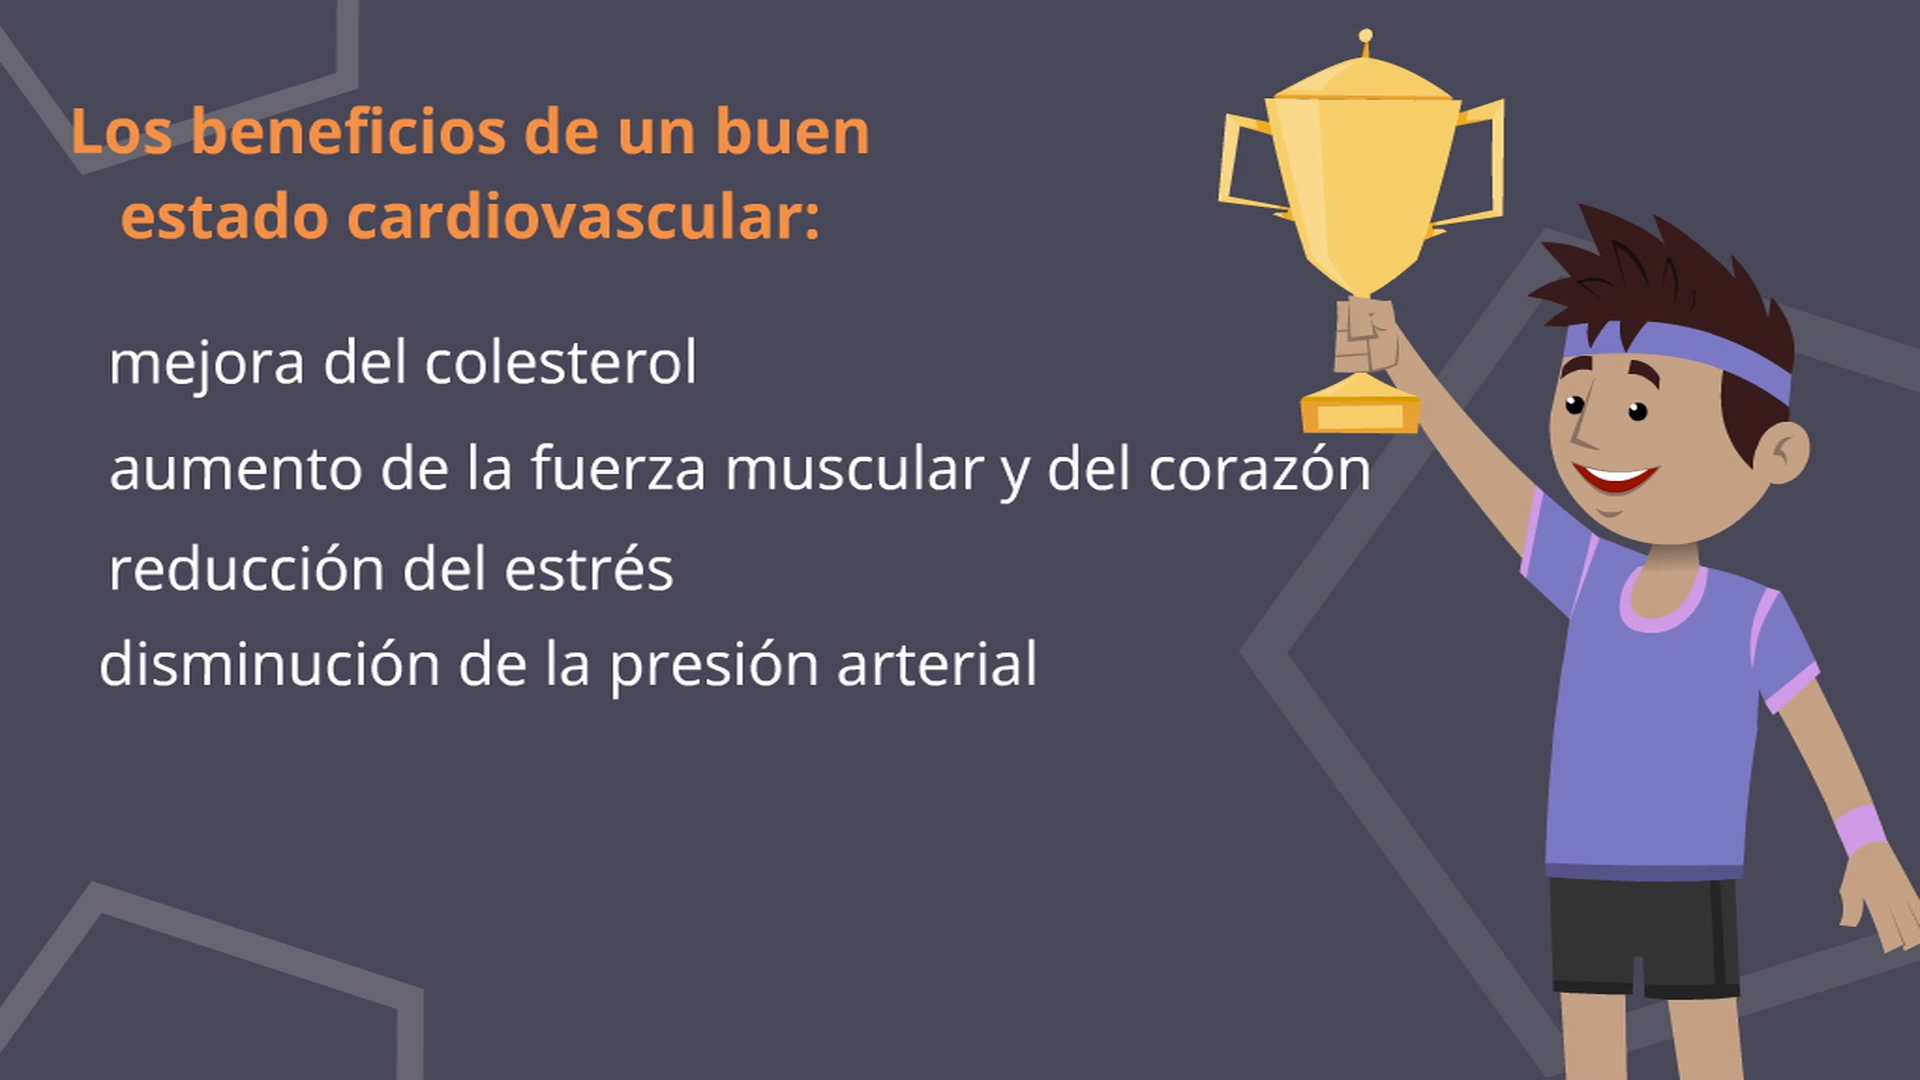 Los beneficios de un buen
estado cardiovascular:
mejora del colesterol
aumento de la fuerza muscular y del corazón
reducción del estrés
disminución de la presión arterial